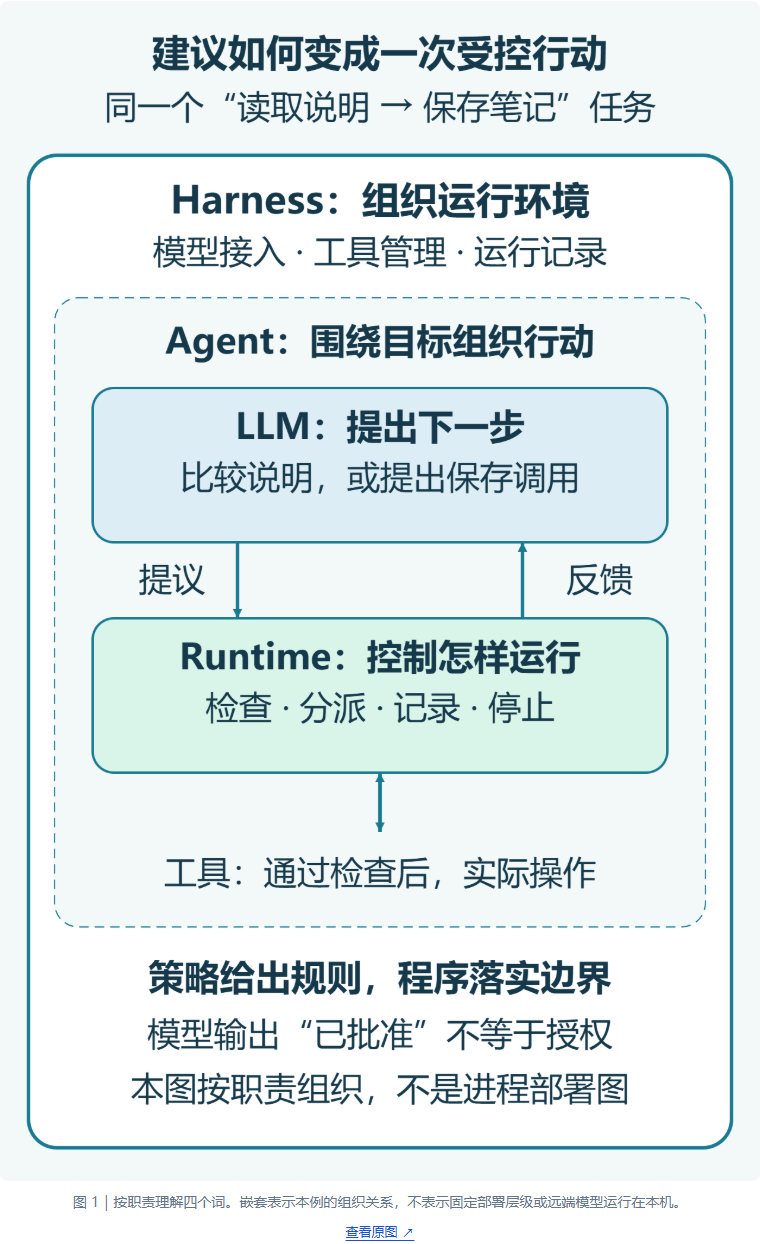 建议如何变成一次受控行动
同一个“读取说明 → 保存笔记”任务
Harness：组织运行环境
模型接入 · 工具管理 · 运行记录
Agent：围绕目标组织行动
LLM：提出下一步
比较说明，或提出保存调用
提议
反馈
Runtime：控制怎样运行
检查 · 分派 · 记录 · 停止
工具：通过检查后，实际操作
策略给出规则，程序落实边界
模型输出“已批准”不等于授权
本图按职责组织，不是进程部署图
图 1｜按职责理解四个词。嵌套表示本例的组织关系，不表示固定部署层级或远端模型运行在本机。
查看原图 ↗